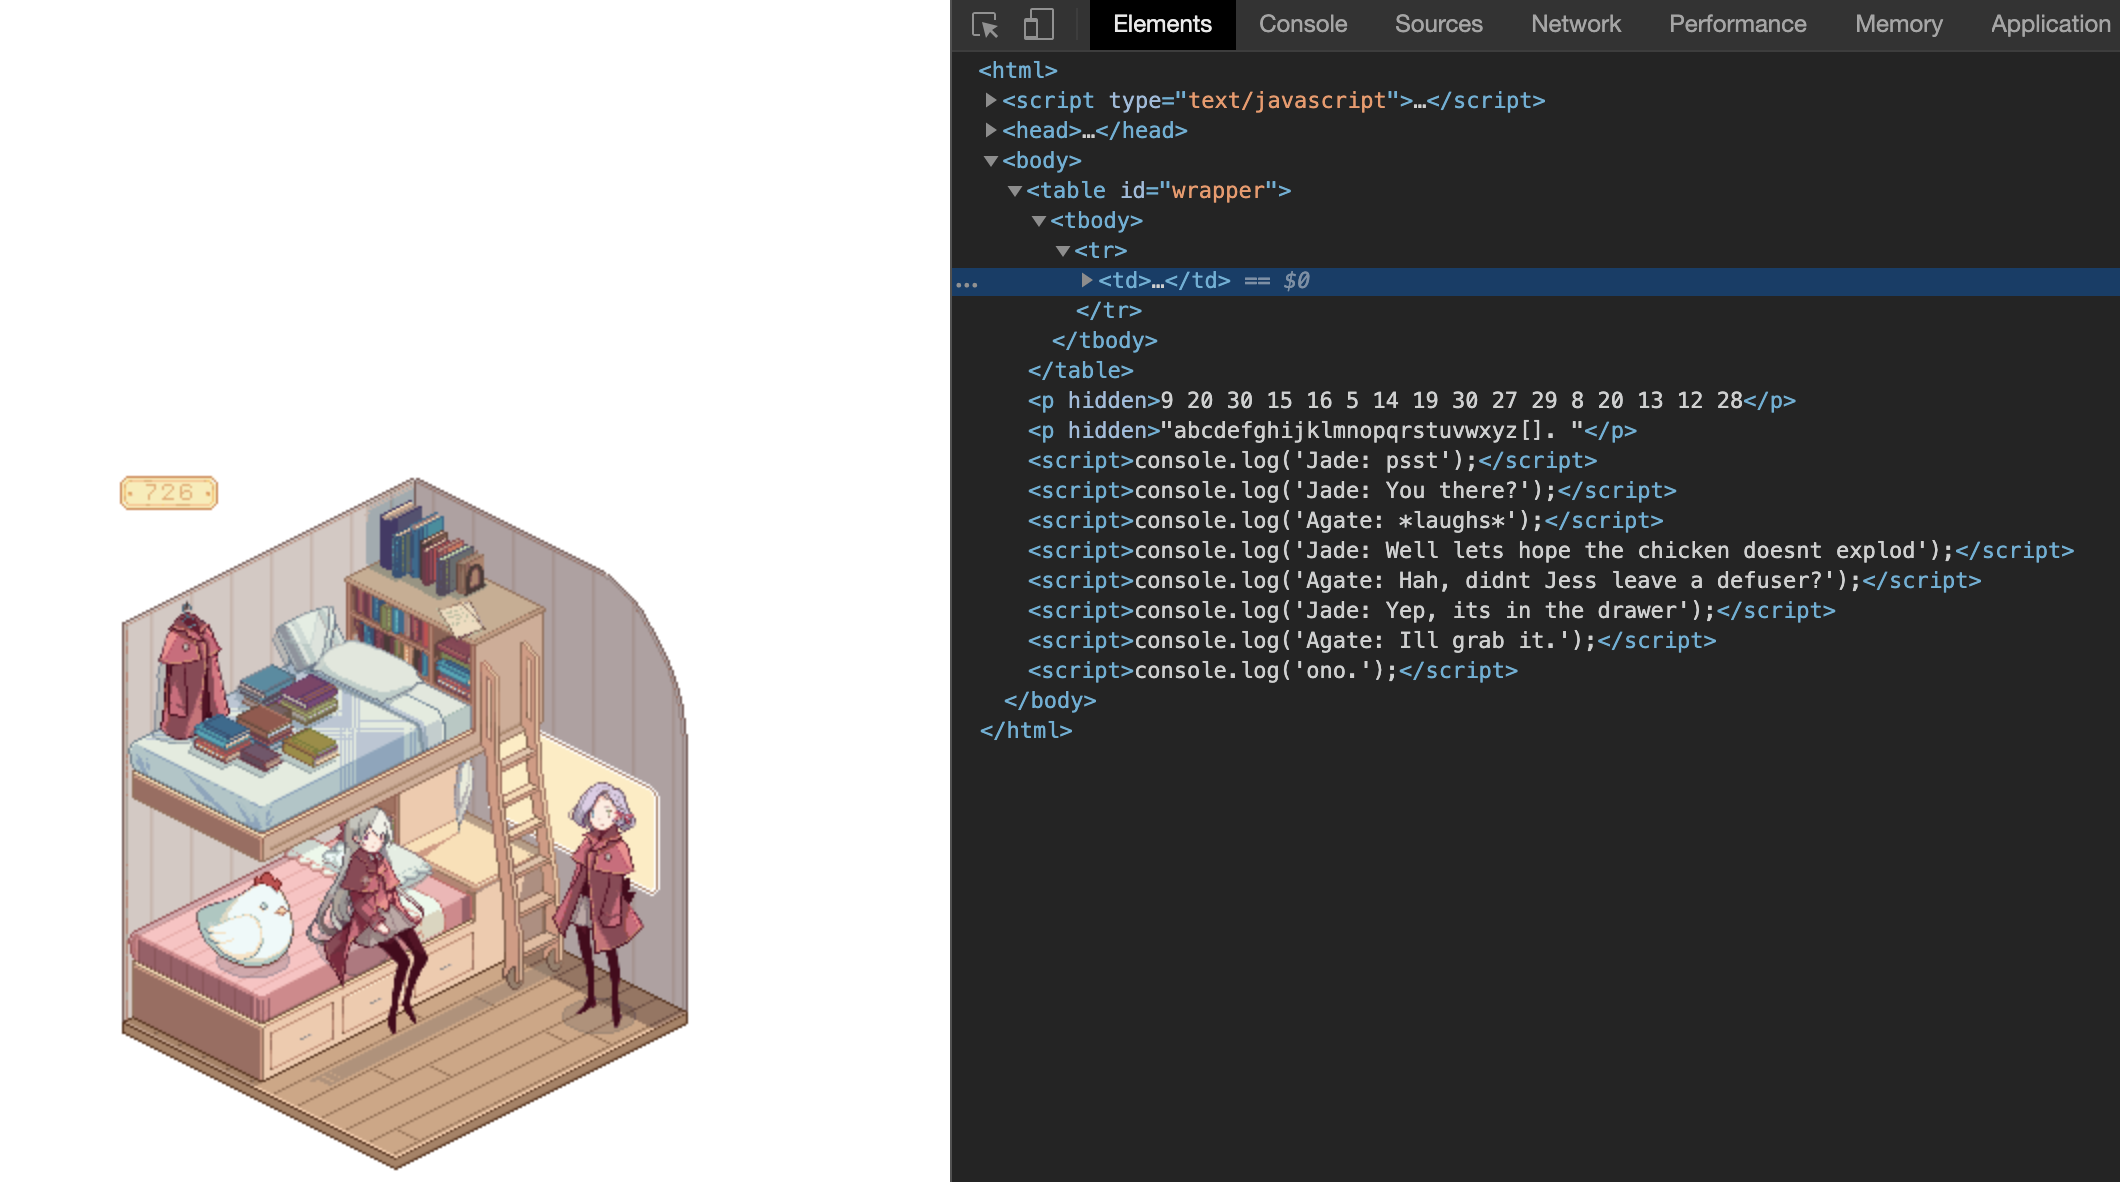 726
Elements Console Sources Network Performance Memory Application
<html>
<script type="text/javascript">…</script>
<head>…</head>
<body>
<table id="wrapper">
<tbody>
<tr>
… <td>…</td> == $0
</tr>
</tbody>
</table>
<p hidden>9 20 30 15 16 5 14 19 30 27 29 8 20 13 12 28</p>
<p hidden>"abcdefghijklmnopqrstuvwxyz[]. "</p>
<script>console.log('Jade: psst');</script>
<script>console.log('Jade: You there?');</script>
<script>console.log('Agate: *laughs*');</script>
<script>console.log('Jade: Well lets hope the chicken doesnt explod');</script>
<script>console.log('Agate: Hah, didnt Jess leave a defuser?');</script>
<script>console.log('Jade: Yep, its in the drawer');</script>
<script>console.log('Agate: Ill grab it.');</script>
<script>console.log('ono.');</script>
</body>
</html>